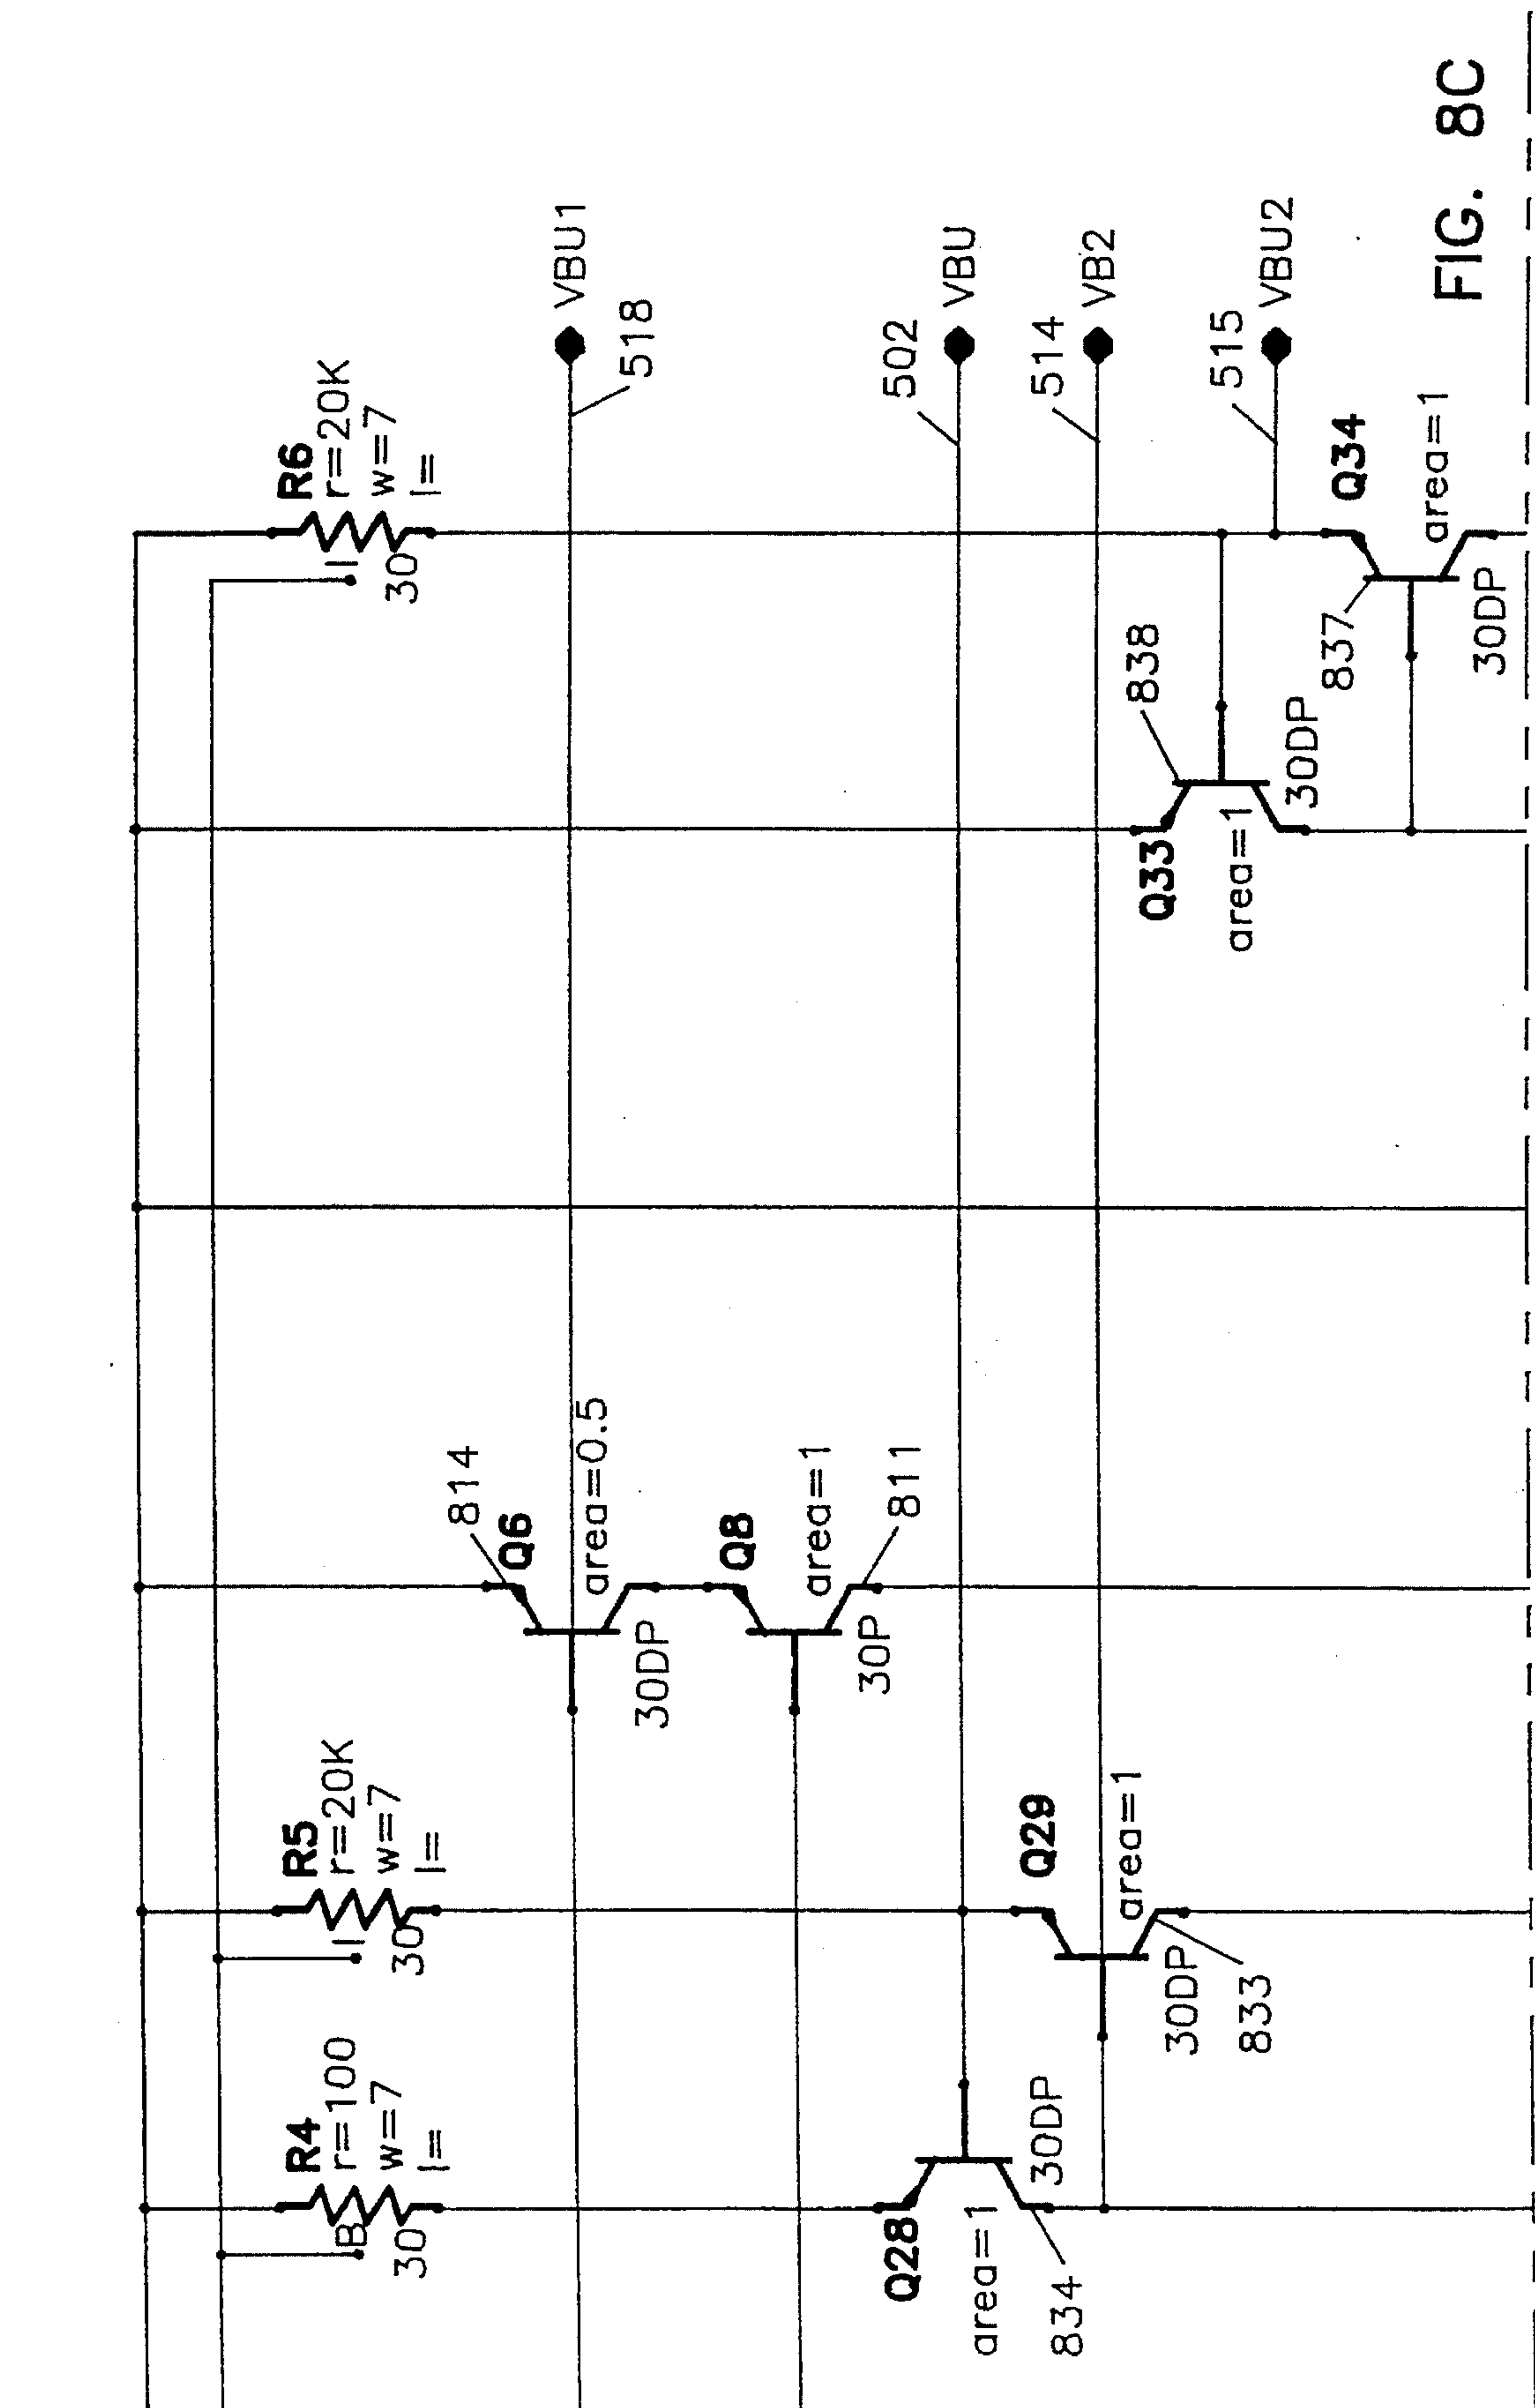 R6
r=20K
w=7
l=
I
30
VBU1
518
502
VBU
514
VB2
515
VBU2
Q34
area=1
837
30DP
838
Q33
area=1
30DP
814
Q6
area=0.5
30DP
Q8
area=1
811
30P
R5
r=20K
w=7
l=
I
30
Q29
area=1
30DP
833
R4
r=100
w=7
l=
B
30
Q28
area=1
30DP
834
FIG. 8C